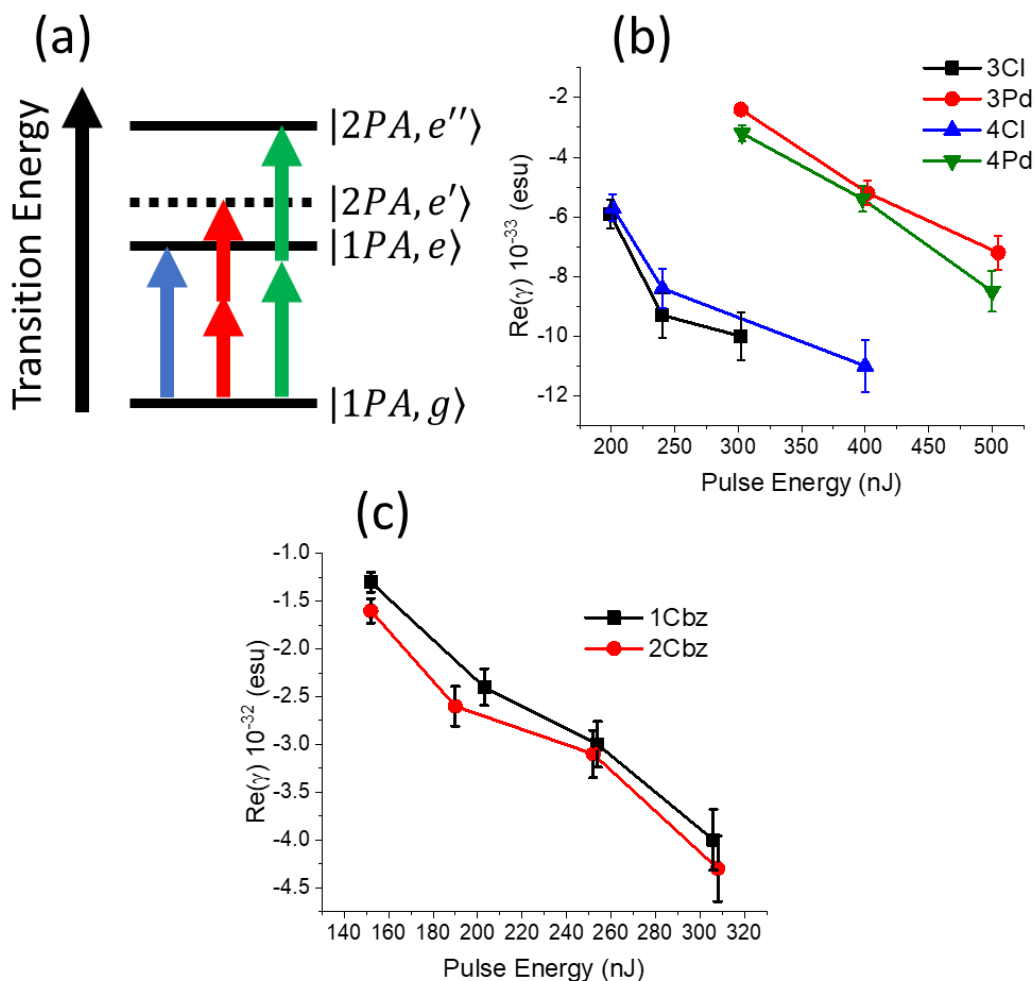 (a)
Transition Energy
|2PA, e′′⟩
|2PA, e′⟩
|1PA, e⟩
|1PA, g⟩
(b)
3Cl
3Pd
4Cl
4Pd
-2
-4
-6
-8
-10
-12
Re(γ) 10⁻³³ (esu)
200 250 300 350 400 450 500
Pulse Energy (nJ)
(c)
1Cbz
2Cbz
-1.0
-1.5
-2.0
-2.5
-3.0
-3.5
-4.0
-4.5
Re(γ) 10⁻³² (esu)
140 160 180 200 220 240 260 280 300 320
Pulse Energy (nJ)